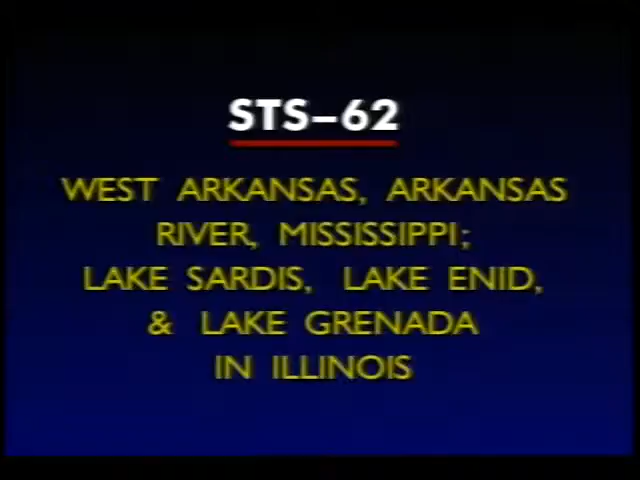 STS-62
WEST ARKANSAS, ARKANSAS
RIVER, MISSISSIPPI;
LAKE SARDIS, LAKE ENID,
& LAKE GRENADA
IN ILLINOIS